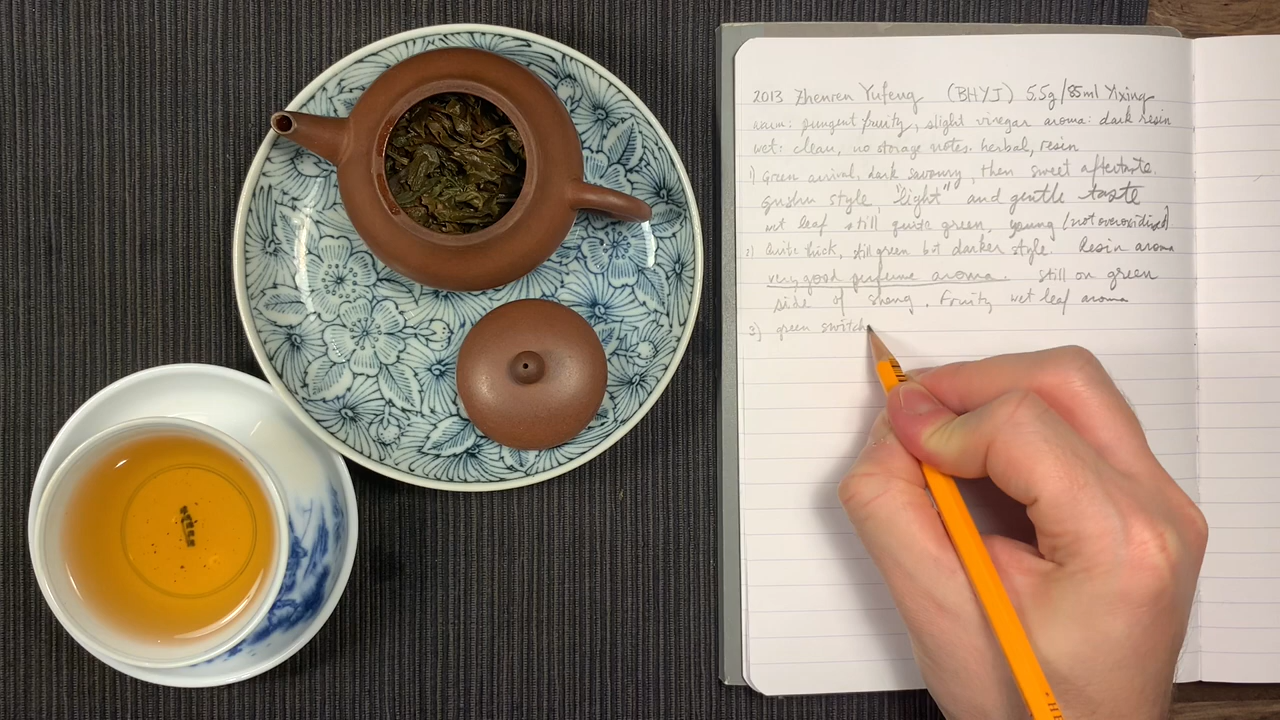 2013 Zhenren Yufeng (BHYJ) 5.5g/85ml Yixing
warm: pungent fruity, slight vinegar aroma: dark resin
wet: clean, no storage notes. herbal, resin
1) Green arrival, dark savoury, then sweet aftertaste.
gushu style, "light" and gentle taste
wet leaf still quite green, young (not overoxidized)
2) Quite thick, still green but darker style. Resin aroma
very good perfume aroma. still on green
side of sheng. Fruity wet leaf aroma
3) green switch